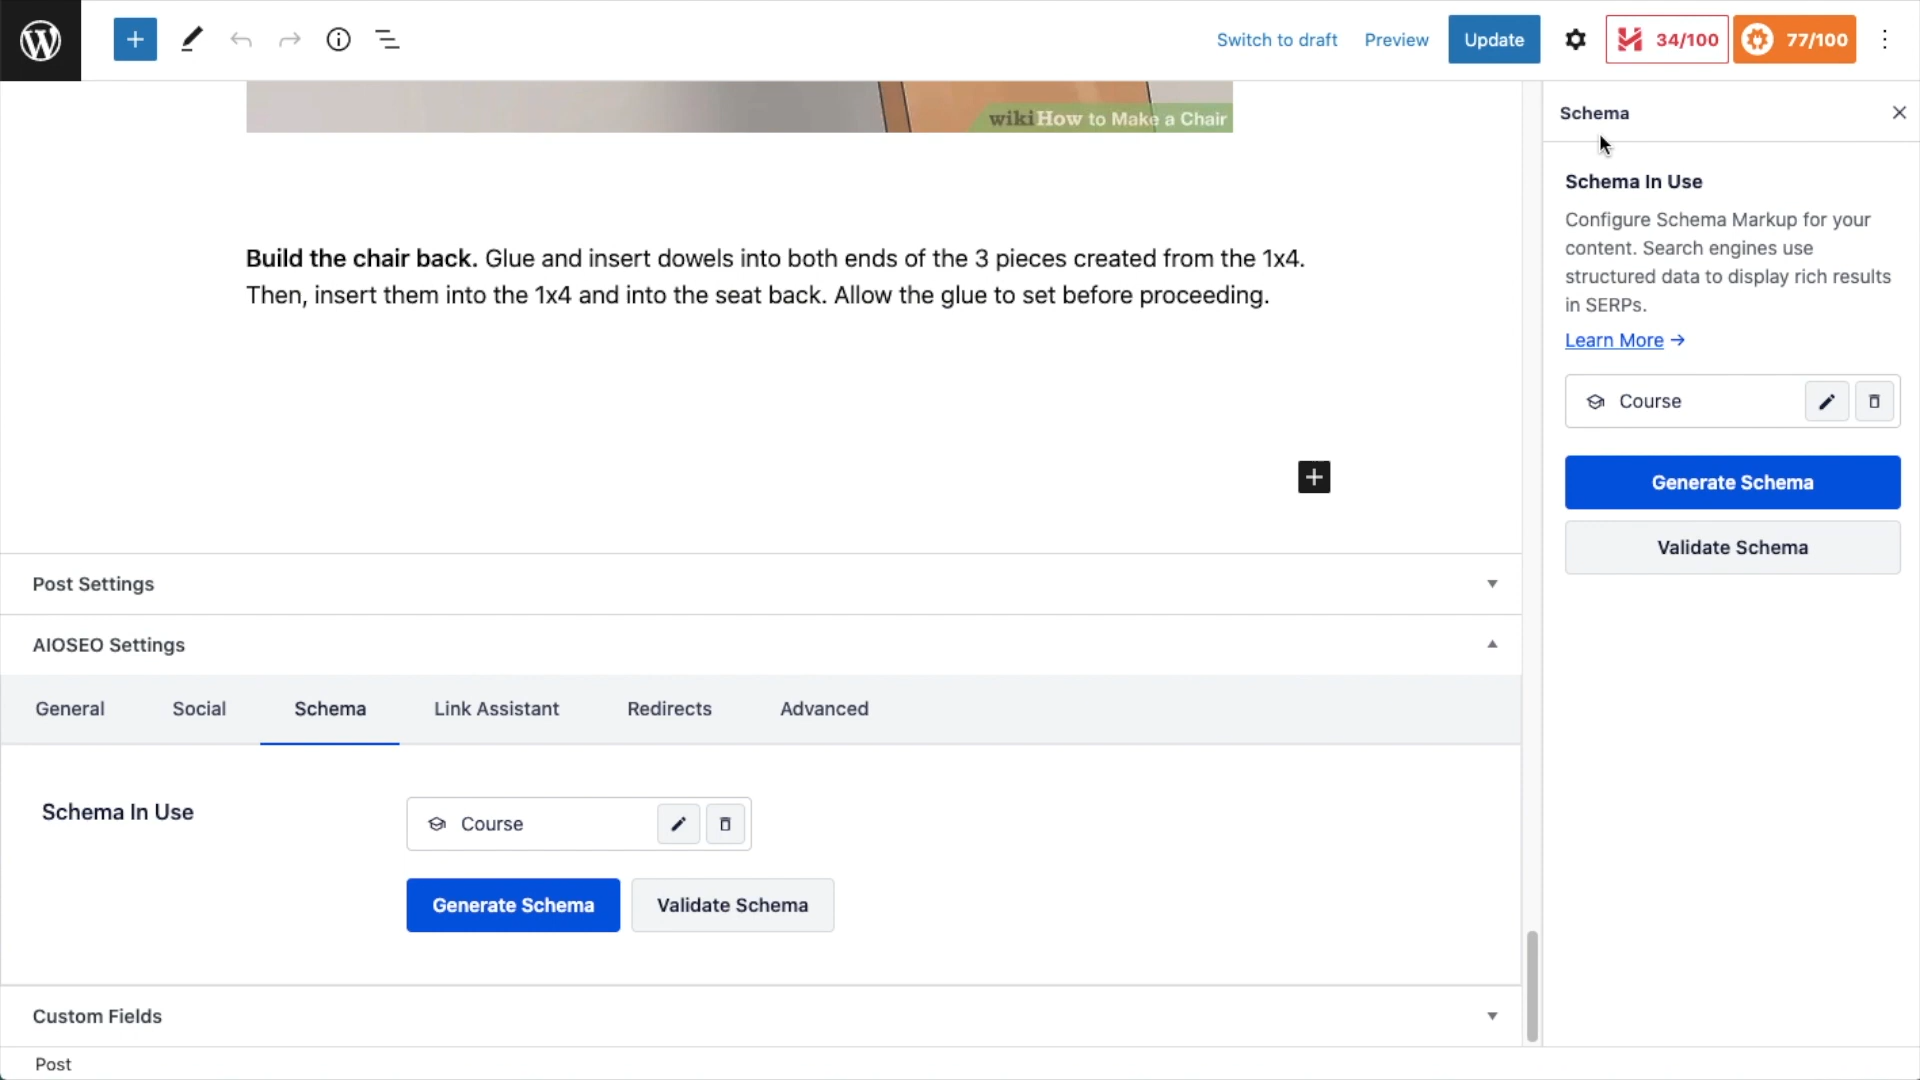 Switch to draft
Preview
Update
34/100
77/100
wikiHow to Make a Chair
Build the chair back. Glue and insert dowels into both ends of the 3 pieces created from the 1x4.
Then, insert them into the 1x4 and into the seat back. Allow the glue to set before proceeding.
Schema
Schema In Use
Configure Schema Markup for your
content. Search engines use
structured data to display rich results
in SERPs.
Learn More →
Course
Generate Schema
Validate Schema
Post Settings
AIOSEO Settings
General
Social
Schema
Link Assistant
Redirects
Advanced
Schema In Use
Course
Generate Schema
Validate Schema
Custom Fields
Post